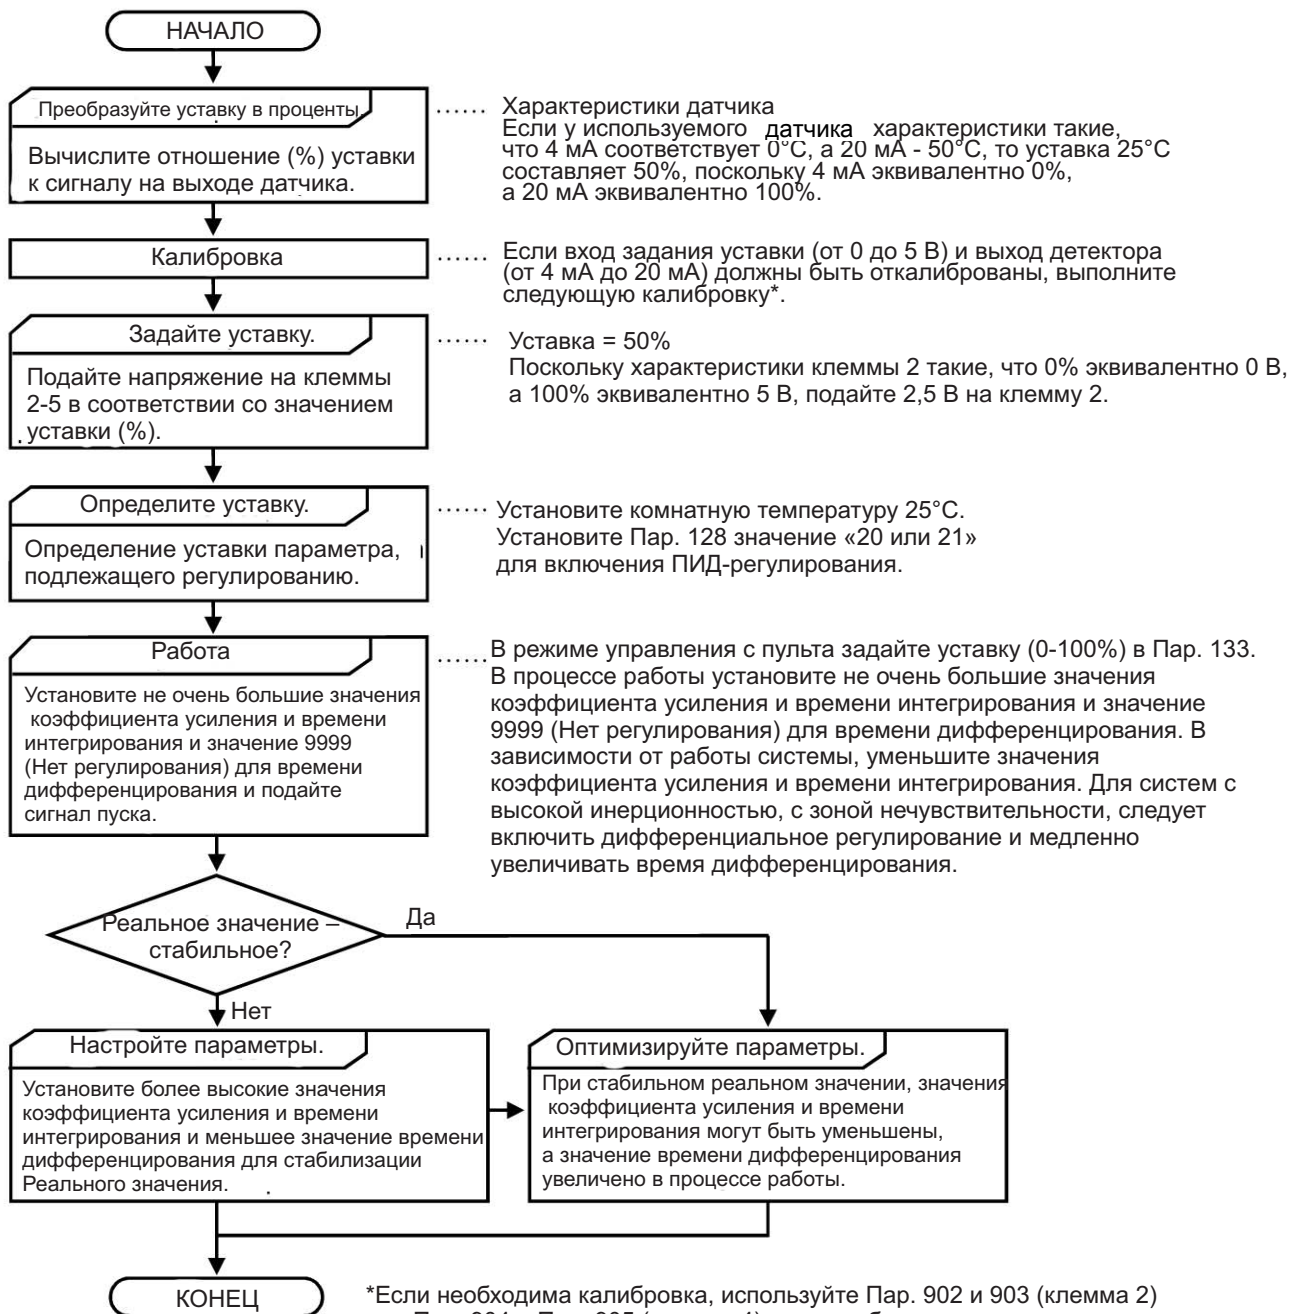 НАЧАЛО
Преобразуйте уставку в проценты.
Вычислите отношение (%) уставки
к сигналу на выходе датчика.
...... Характеристики датчика
Если у используемого датчика характеристики такие,
что 4 мА соответствует 0°С, а 20 мА - 50°С, то уставка 25°С
составляет 50%, поскольку 4 мА эквивалентно 0%,
а 20 мА эквивалентно 100%.
Калибровка
...... Если вход задания уставки (от 0 до 5 В) и выход детектора
(от 4 мА до 20 мА) должны быть откалиброваны, выполните
следующую калибровку*.
Задайте уставку.
Подайте напряжение на клеммы
2-5 в соответствии со значением
уставки (%).
...... Уставка = 50%
Поскольку характеристики клеммы 2 такие, что 0% эквивалентно 0 В,
а 100% эквивалентно 5 В, подайте 2,5 В на клемму 2.
Определите уставку.
Определение уставки параметра,
подлежащего регулированию.
...... Установите комнатную температуру 25°С.
Установите Пар. 128 значение «20 или 21»
для включения ПИД-регулирования.
Работа
Установите не очень большие значения
коэффициента усиления и времени
интегрирования и значение 9999
(Нет регулирования) для времени
дифференцирования и подайте
сигнал пуска.
...... В режиме управления с пульта задайте уставку (0-100%) в Пар. 133.
В процессе работы установите не очень большие значения
коэффициента усиления и времени интегрирования и значение
9999 (Нет регулирования) для времени дифференцирования. В
зависимости от работы системы, уменьшите значения
коэффициента усиления и времени интегрирования. Для систем с
высокой инерционностью, с зоной нечувствительности, следует
включить дифференциальное регулирование и медленно
увеличивать время дифференцирования.
Реальное значение –
стабильное?
Да
Нет
Настройте параметры.
Установите более высокие значения
коэффициента усиления и времени
интегрирования и меньшее значение времени
дифференцирования для стабилизации
Реального значения.
Оптимизируйте параметры.
При стабильном реальном значении, значения
коэффициента усиления и времени
интегрирования могут быть уменьшены,
а значение времени дифференцирования
увеличено в процессе работы.
КОНЕЦ
*Если необходима калибровка, используйте Пар. 902 и 903 (клемма 2)